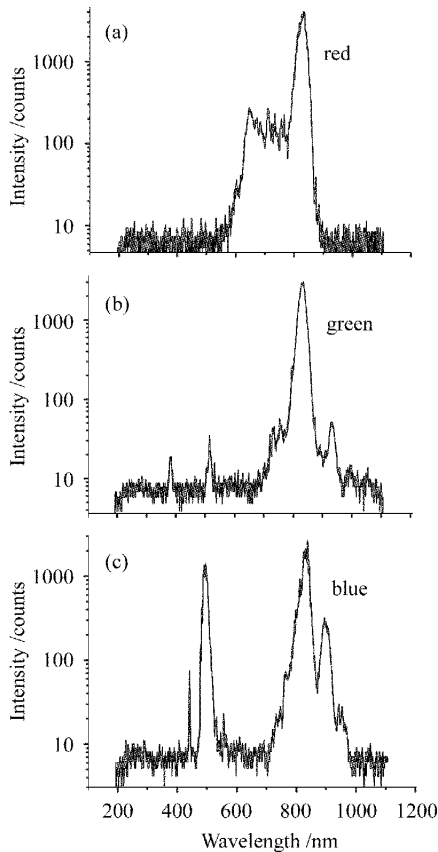 (a)
red
1000
100
10
Intensity /counts
(b)
green
1000
100
10
Intensity /counts
(c)
blue
1000
100
10
Intensity /counts
200 400 600 800 1000 1200
Wavelength /nm